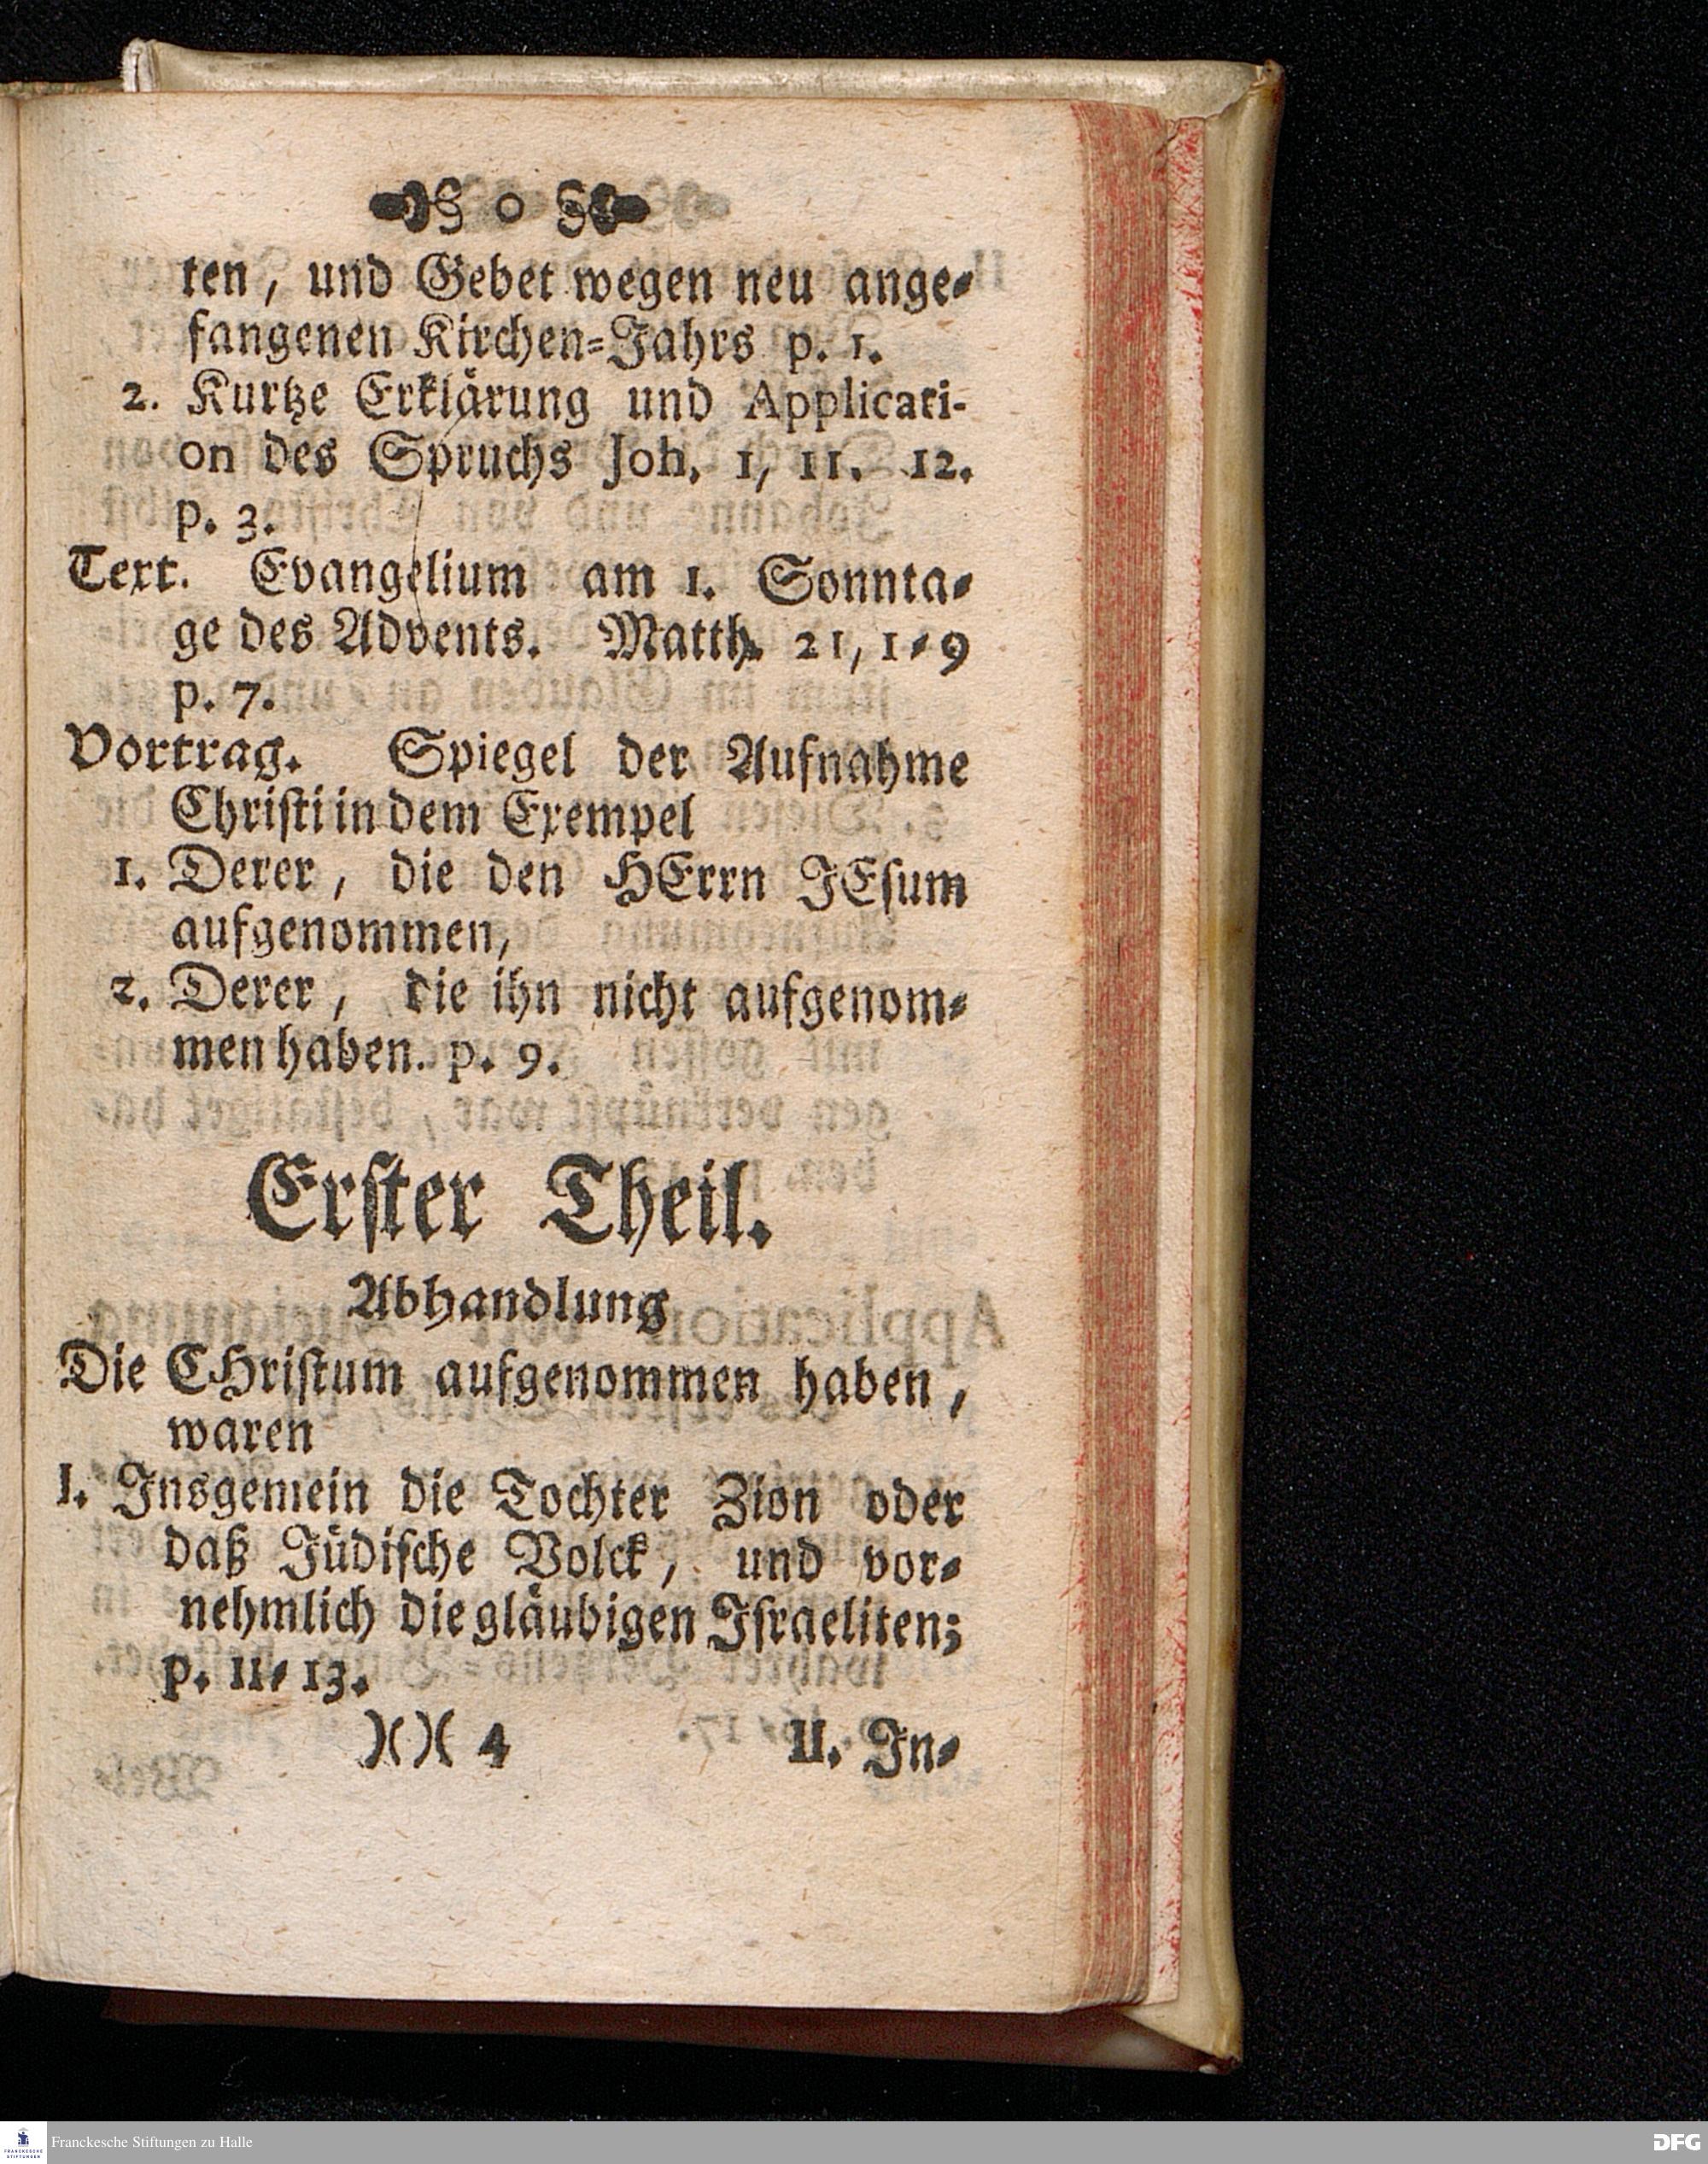 ten, und Gebet wegen neu ange-
fangenen Kirchen-Jahrs p. 1.
2. Kurtze Erklärung und Applicati-
on des Spruchs Joh. 1, 11. 12.
p. 3.
Text. Evangelium am 1. Sonnta-
ge des Advents. Matth. 21, 1-9
p. 7.
Vortrag. Spiegel der Aufnahme
Christi in dem Exempel
1. Derer, die den HErrn JEsum
aufgenommen,
2. Derer, die ihn nicht aufgenom-
men haben. p. 9.
Erster Theil.
Abhandlung
Die CHristum aufgenommen haben,
waren
I. Insgemein die Tochter Zion oder
daß Jüdische Volck, und vor-
nehmlich die gläubigen Israeliten;
p. 11-13.
)( )( 4 II. In-
Franckesche Stiftungen zu Halle
DFG